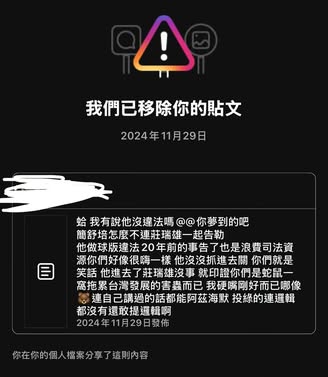 我們已移除你的貼文
2024年11月29日
蛤 我有說他沒違法嗎@@你夢到的吧
簡舒培怎麼不連莊瑞雄一起告勒
他做球版違法20年前的事告了也是浪費司法資
源你們好像很嗨一樣 他沒沒抓進去關 你們就是
笑話 他進去了莊瑞雄沒事 就印證你們是蛇鼠一
窩拖累台灣發展的害蟲而已 我硬嘴剛好而已哪像
🐻 連自己講過的話都能阿茲海默 投綠的連邏輯
都沒有還敢提邏輯啊
2024年11月29日發佈
你在你的個人檔案分享了這則內容